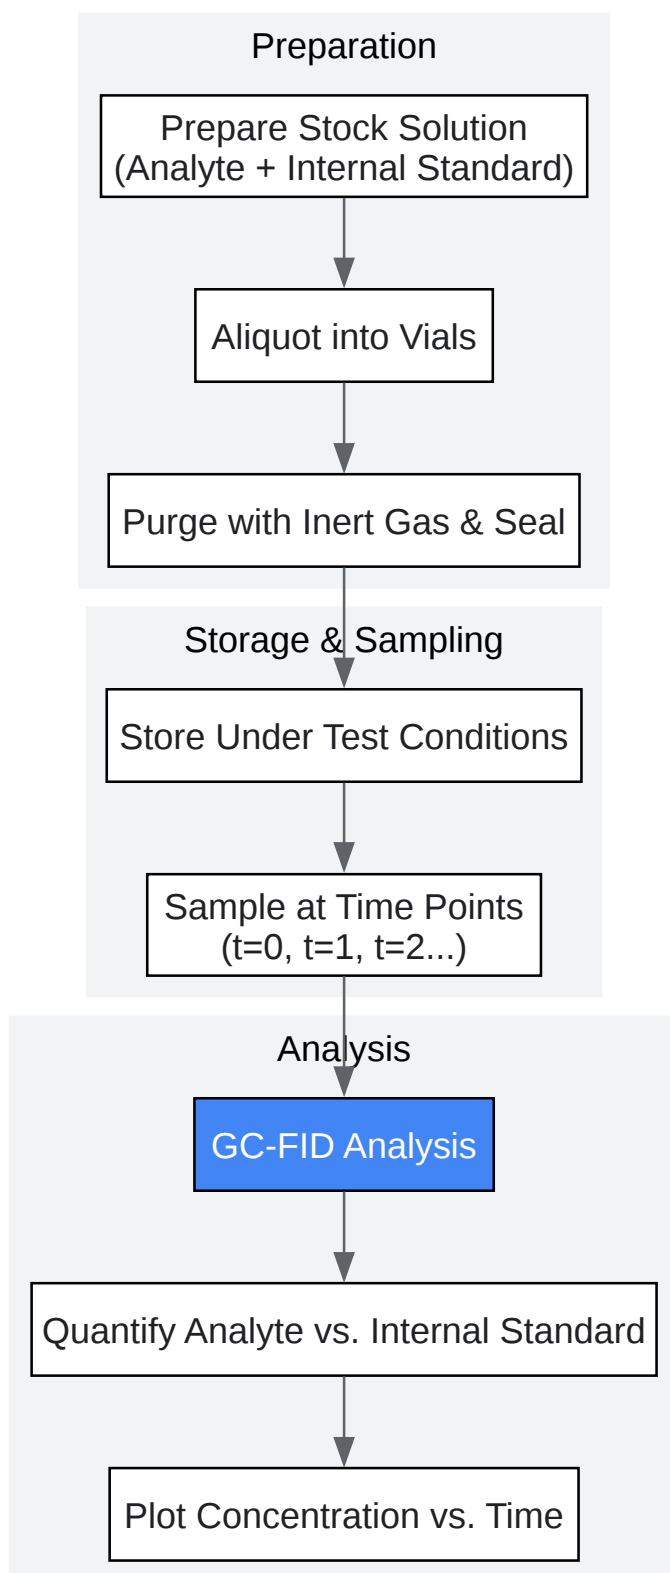 Preparation
Prepare Stock Solution
(Analyte + Internal Standard)
Aliquot into Vials
Purge with Inert Gas & Seal
Storage & Sampling
Store Under Test Conditions
Sample at Time Points
(t=0, t=1, t=2...)
Analysis
GC-FID Analysis
Quantify Analyte vs. Internal Standard
Plot Concentration vs. Time